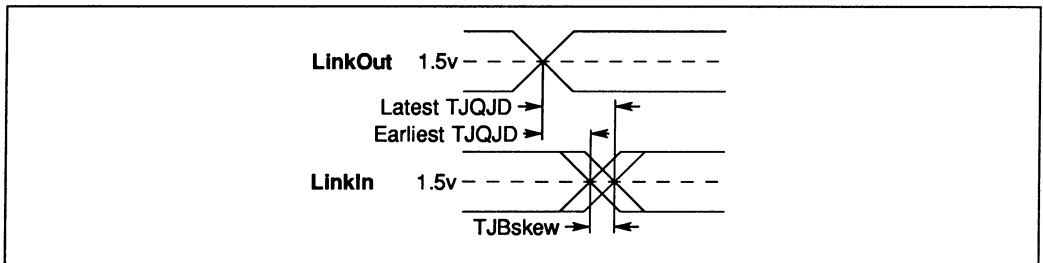 LinkOut 1.5v
Latest TJQJD
Earliest TJQJD
LinkIn 1.5v
TJBskew